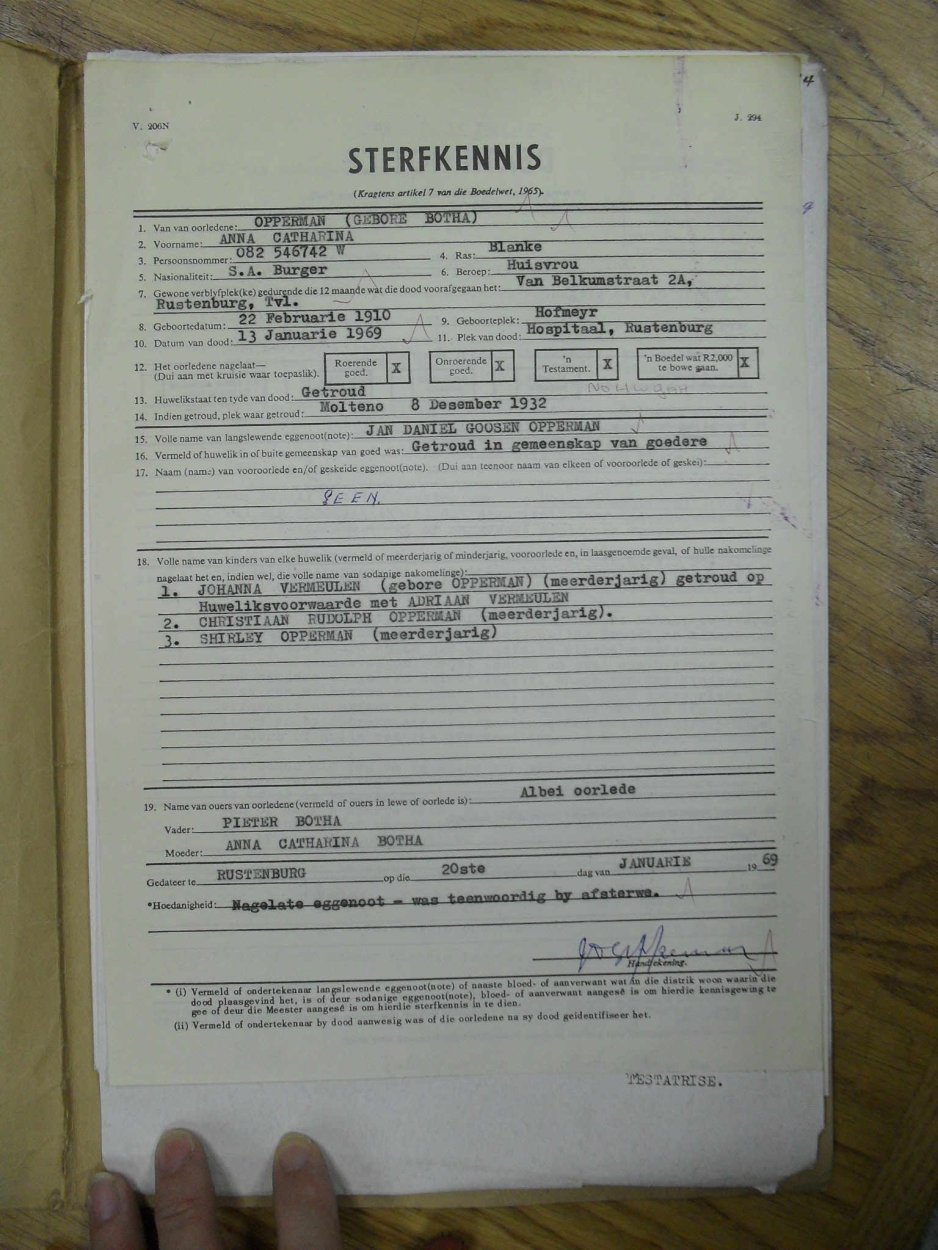 4
V. 206N
J. 294
STERFKENNIS
(Kragtens artikel 7 van die Boedelwet, 1965).
1. Van van oorledene: OPPERMAN (GEBORE BOTHA)
2. Voorname: ANNA CATHARINA
3. Persoonsnommer: 082 546742 W 4. Ras: Blanke
5. Nasionaliteit: S.A. Burger 6. Beroep: Huisvrou
7. Gewone verblyfplek(ke) gedurende die 12 maande wat die dood voorafgegaan het: Van Belkumstraat 2A,
Rustenburg, Tvl.
8. Geboortedatum: 22 Februarie 1910 9. Geboorteplek: Hofmeyr
10. Datum van dood: 13 Januarie 1969 11. Plek van dood: Hospitaal, Rustenburg
12. Het oorledene nagelaat— (Dui aan met kruisie waar toepaslik). Roerende goed. X Onroerende goed. X 'n Testament. X 'n Boedel wat R2,000 te bowe gaan. X
13. Huwelikstaat ten tyde van dood: Getroud
14. Indien getroud, plek waar getroud: Molteno 8 Desember 1932
15. Volle name van langslewende eggenoot(note): JAN DANIEL GOOSEN OPPERMAN
16. Vermeld of huwelik in of buite gemeenskap van goed was: Getroud in gemeenskap van goedere
17. Naam (name) van vooroorlede en/of geskeide eggenoot(note). (Dui aan teenoor naam van elkeen of vooroorlede of geskei):
GEEN.
18. Volle name van kinders van elke huwelik (vermeld of meerderjarig of minderjarig, vooroorlede en, in laasgenoemde geval, of hulle nakomelinge
nagelaat het en, indien wel, die volle name van sodanige nakomelinge):
1. JOHANNA VERMEULEN (gebore OPPERMAN) (meerderjarig) getroud op
Huweliksvoorwaarde met ADRIAAN VERMEULEN
2. CHRISTIAAN RUDOLPH OPPERMAN (meerderjarig).
3. SHIRLEY OPPERMAN (meerderjarig)
19. Name van ouers van oorledene (vermeld of ouers in lewe of oorlede is): Albei oorlede
Vader: PIETER BOTHA
Moeder: ANNA CATHARINA BOTHA
Gedateer te RUSTENBURG op die 20ste dag van JANUARIE 19 69
*Hoedanigheid: Nagelate eggenoot - was teenwoordig by afsterwe.
Handtekening.
* (i) Vermeld of ondertekenaar langslewende eggenoot(note) of naaste bloed- of aanverwant wat in die distrik woon waarin die
dood plaasgevind het, is of deur sodanige eggenoot(note), bloed- of aanverwant aangesê is om hierdie kennisgewing te
gee of deur die Meester aangesê is om hierdie sterfkennis in te dien.
(ii) Vermeld of ondertekenaar by dood aanwesig was of die oorledene na sy dood geïdentifiseer het.
TESTATRISE.